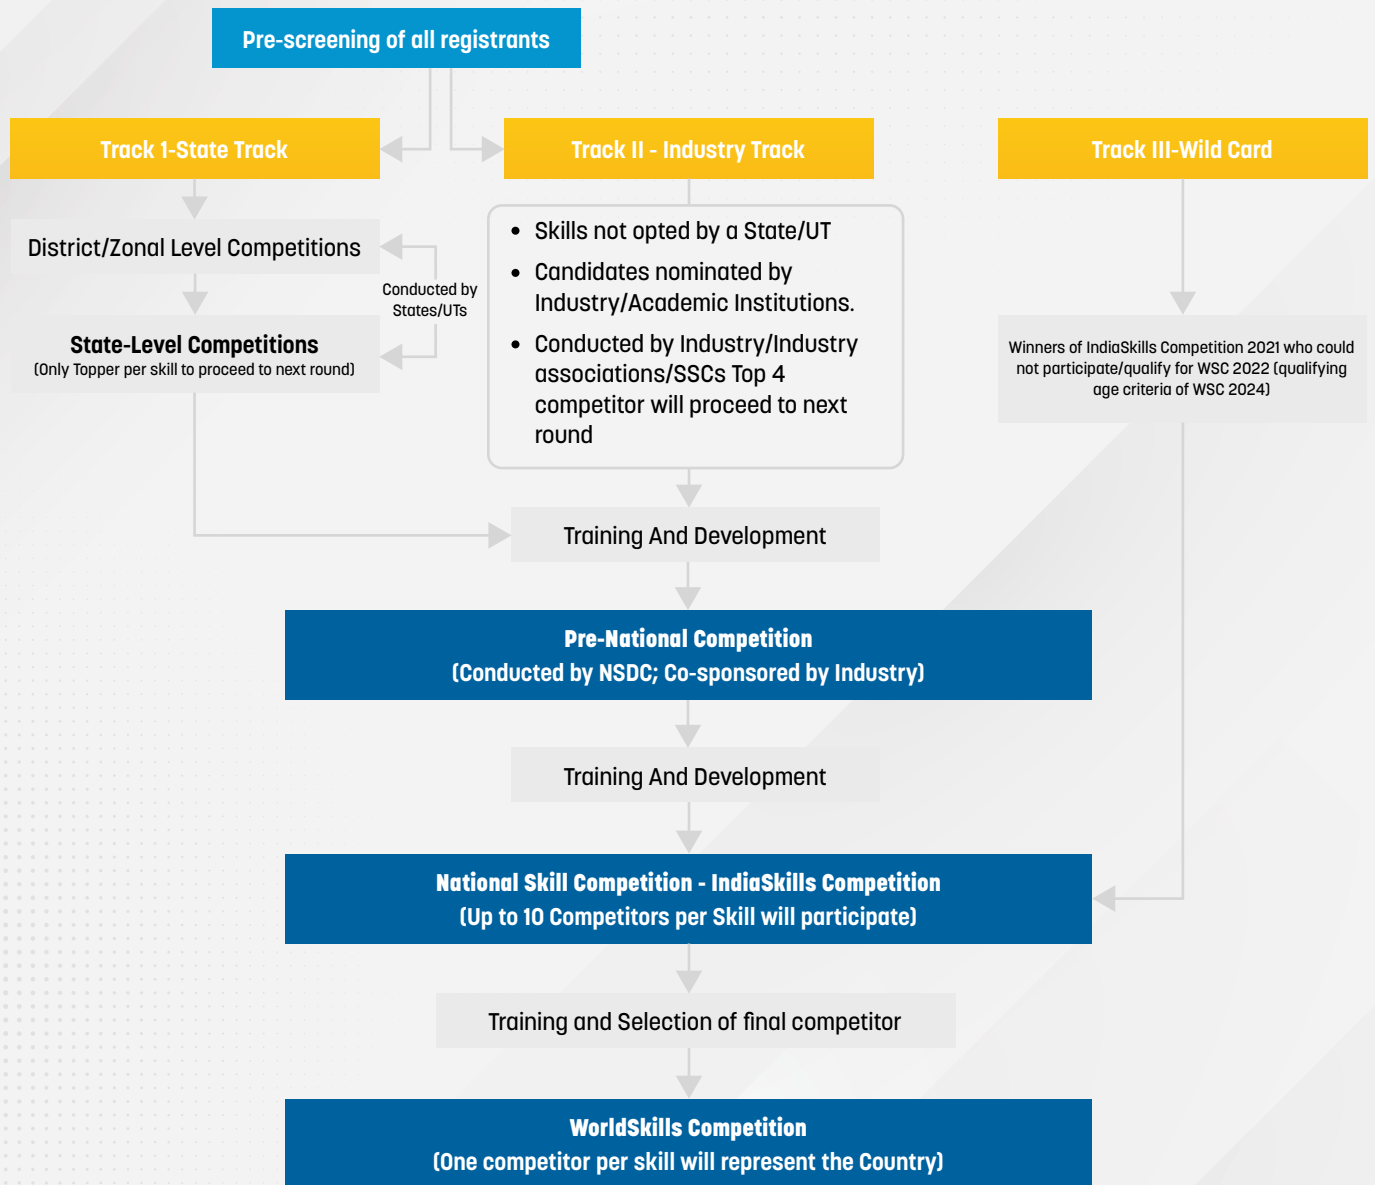 Pre-screening of all registrants
Track 1-State Track
Track II - Industry Track
Track III-Wild Card
District/Zonal Level Competitions
Conducted by
States/UTs
State-Level Competitions
(Only Topper per skill to proceed to next round)
• Skills not opted by a State/UT
• Candidates nominated by
Industry/Academic Institutions.
• Conducted by Industry/Industry
associations/SSCs Top 4
competitor will proceed to next
round
Winners of IndiaSkills Competition 2021 who could
not participate/qualify for WSC 2022 (qualifying
age criteria of WSC 2024)
Training And Development
Pre-National Competition
(Conducted by NSDC; Co-sponsored by Industry)
Training And Development
National Skill Competition - IndiaSkills Competition
(Up to 10 Competitors per Skill will participate)
Training and Selection of final competitor
WorldSkills Competition
(One competitor per skill will represent the Country)